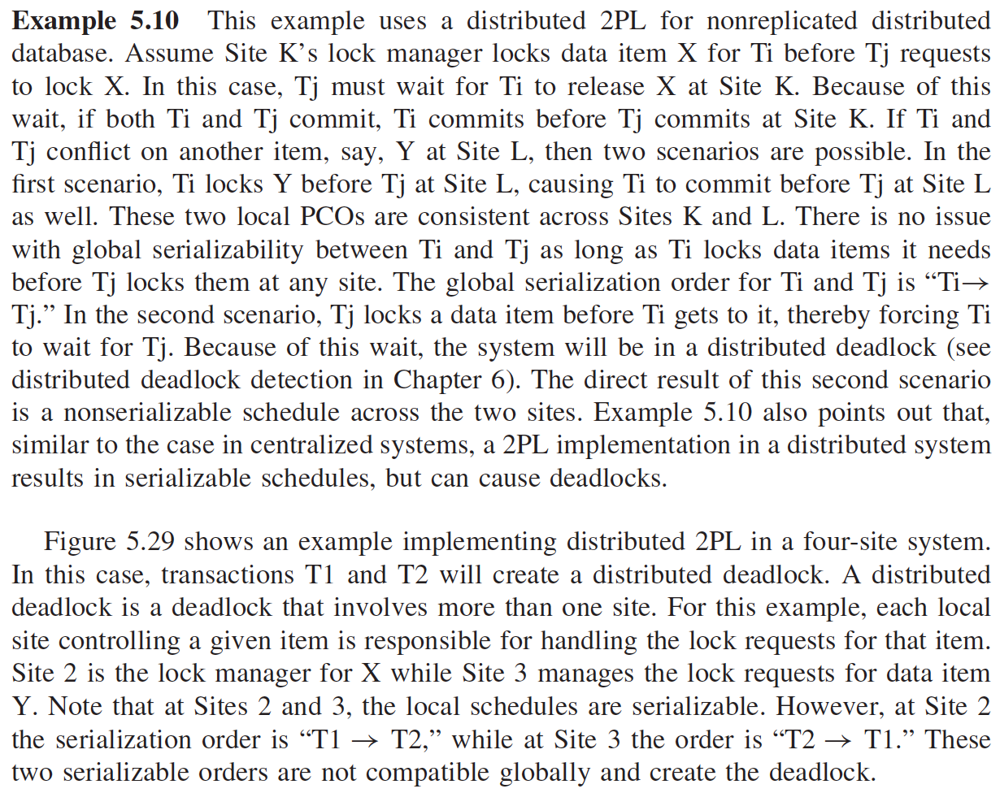 Example 5.10 This example uses a distributed 2PL for nonreplicated distributed
database. Assume Site K’s lock manager locks data item X for Ti before Tj requests
to lock X. In this case, Tj must wait for Ti to release X at Site K. Because of this
wait, if both Ti and Tj commit, Ti commits before Tj commits at Site K. If Ti and
Tj conflict on another item, say, Y at Site L, then two scenarios are possible. In the
first scenario, Ti locks Y before Tj at Site L, causing Ti to commit before Tj at Site L
as well. These two local PCOs are consistent across Sites K and L. There is no issue
with global serializability between Ti and Tj as long as Ti locks data items it needs
before Tj locks them at any site. The global serialization order for Ti and Tj is “Ti→
Tj.” In the second scenario, Tj locks a data item before Ti gets to it, thereby forcing Ti
to wait for Tj. Because of this wait, the system will be in a distributed deadlock (see
distributed deadlock detection in Chapter 6). The direct result of this second scenario
is a nonserializable schedule across the two sites. Example 5.10 also points out that,
similar to the case in centralized systems, a 2PL implementation in a distributed system
results in serializable schedules, but can cause deadlocks.
Figure 5.29 shows an example implementing distributed 2PL in a four-site system.
In this case, transactions T1 and T2 will create a distributed deadlock. A distributed
deadlock is a deadlock that involves more than one site. For this example, each local
site controlling a given item is responsible for handling the lock requests for that item.
Site 2 is the lock manager for X while Site 3 manages the lock requests for data item
Y. Note that at Sites 2 and 3, the local schedules are serializable. However, at Site 2
the serialization order is “T1 → T2,” while at Site 3 the order is “T2 → T1.” These
two serializable orders are not compatible globally and create the deadlock.